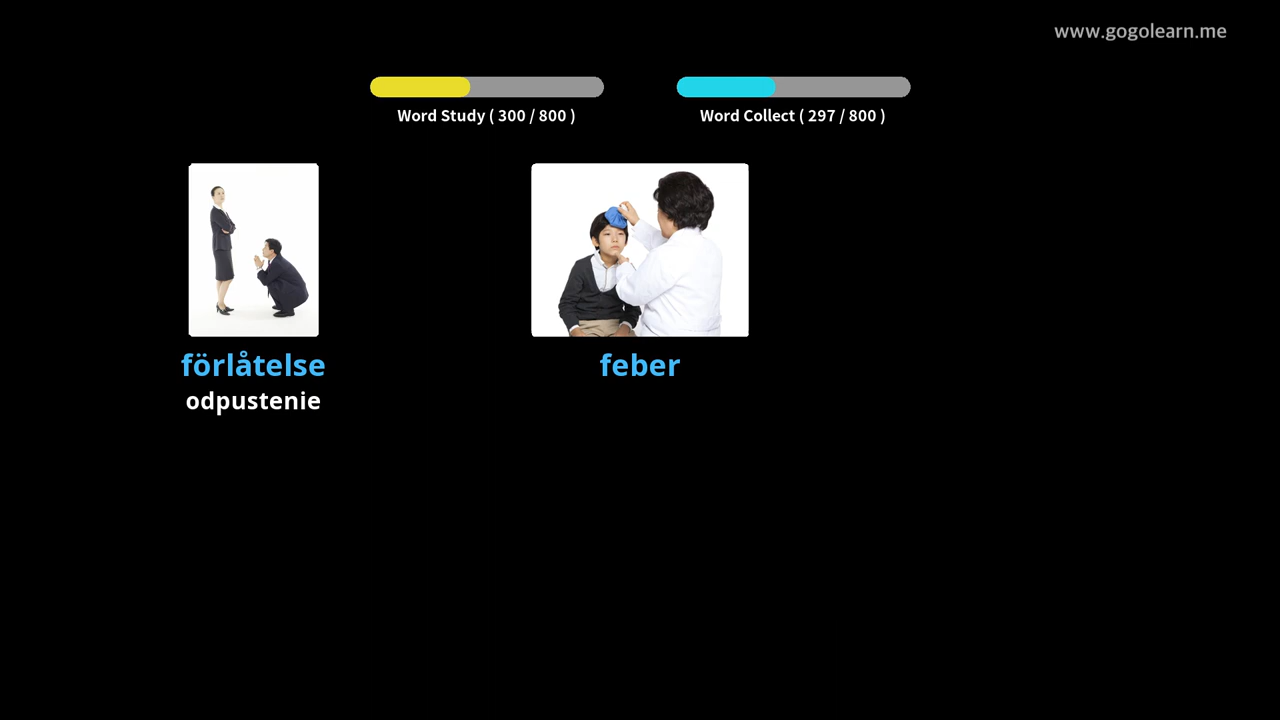 www.gogolearn.me
Word Study ( 300 / 800 )
Word Collect ( 297 / 800 )
förlåtelse
odpustenie
feber